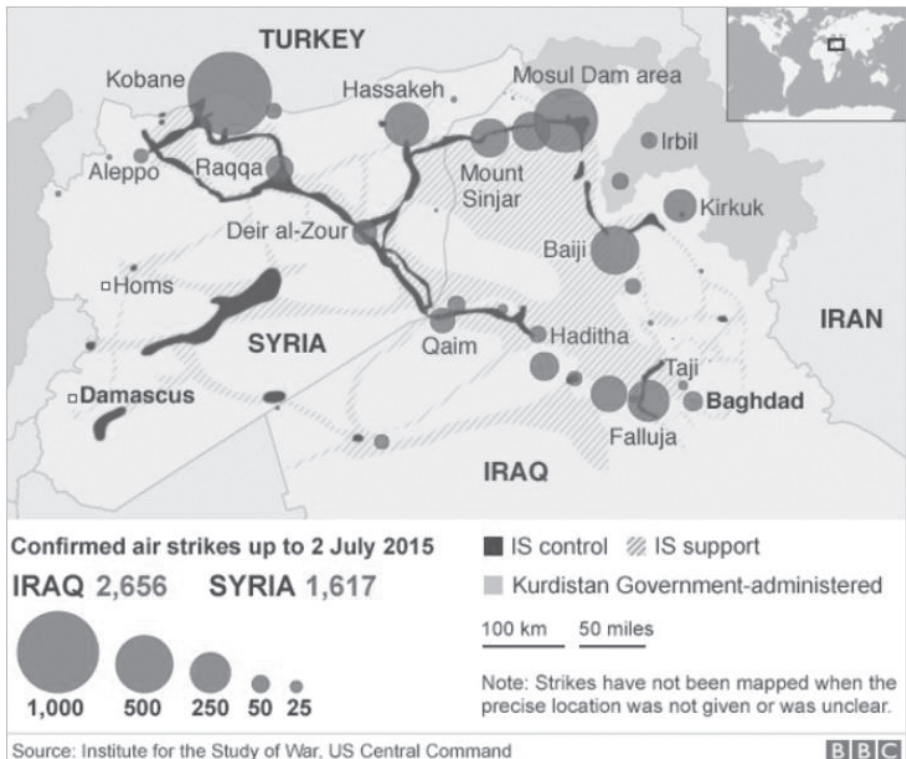 TURKEY
Kobane
Hassakeh
Mosul Dam area
Irbil
Aleppo
Raqqa
Mount
Sinjar
Kirkuk
Deir al-Zour
Baiji
Homs
SYRIA
Qaim
Haditha
IRAN
Damascus
Taji
Baghdad
Falluja
IRAQ
Confirmed air strikes up to 2 July 2015
IRAQ 2,656 SYRIA 1,617
1,000 500 250 50 25
IS control IS support
Kurdistan Government-administered
100 km 50 miles
Note: Strikes have not been mapped when the
precise location was not given or was unclear.
Source: Institute for the Study of War, US Central Command
BBC